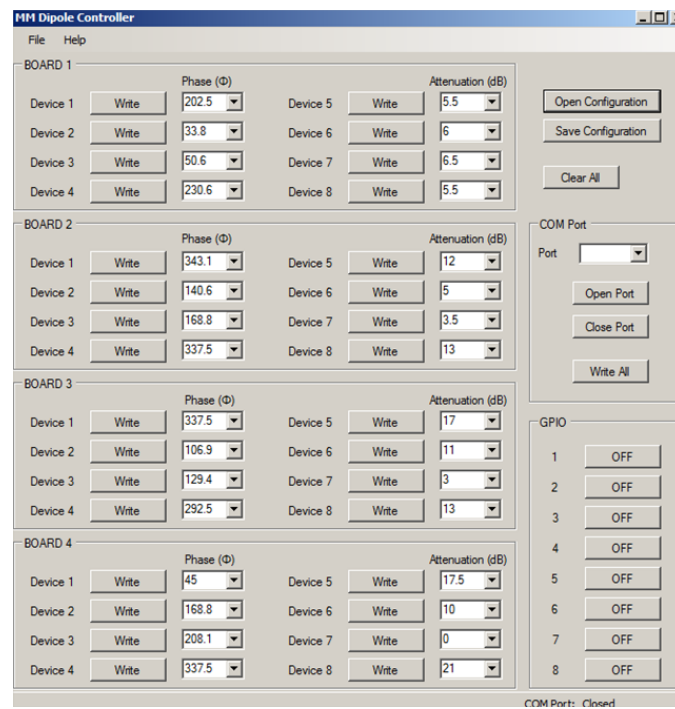 MM Dipole Controller
File Help
BOARD 1
Phase (Φ) Attenuation (dB)
Device 1 Write 202.5 Device 5 Write 5.5
Device 2 Write 33.8 Device 6 Write 6
Device 3 Write 50.6 Device 7 Write 6.5
Device 4 Write 230.6 Device 8 Write 5.5
BOARD 2
Phase (Φ) Attenuation (dB)
Device 1 Write 343.1 Device 5 Write 12
Device 2 Write 140.6 Device 6 Write 5
Device 3 Write 168.8 Device 7 Write 3.5
Device 4 Write 337.5 Device 8 Write 13
BOARD 3
Phase (Φ) Attenuation (dB)
Device 1 Write 337.5 Device 5 Write 17
Device 2 Write 106.9 Device 6 Write 11
Device 3 Write 129.4 Device 7 Write 3
Device 4 Write 292.5 Device 8 Write 13
BOARD 4
Phase (Φ) Attenuation (dB)
Device 1 Write 45 Device 5 Write 17.5
Device 2 Write 168.8 Device 6 Write 10
Device 3 Write 208.1 Device 7 Write 0
Device 4 Write 337.5 Device 8 Write 21
Open Configuration
Save Configuration
Clear All
COM Port
Port
Open Port
Close Port
Write All
GPIO
1 OFF
2 OFF
3 OFF
4 OFF
5 OFF
6 OFF
7 OFF
8 OFF
COM Port: Closed